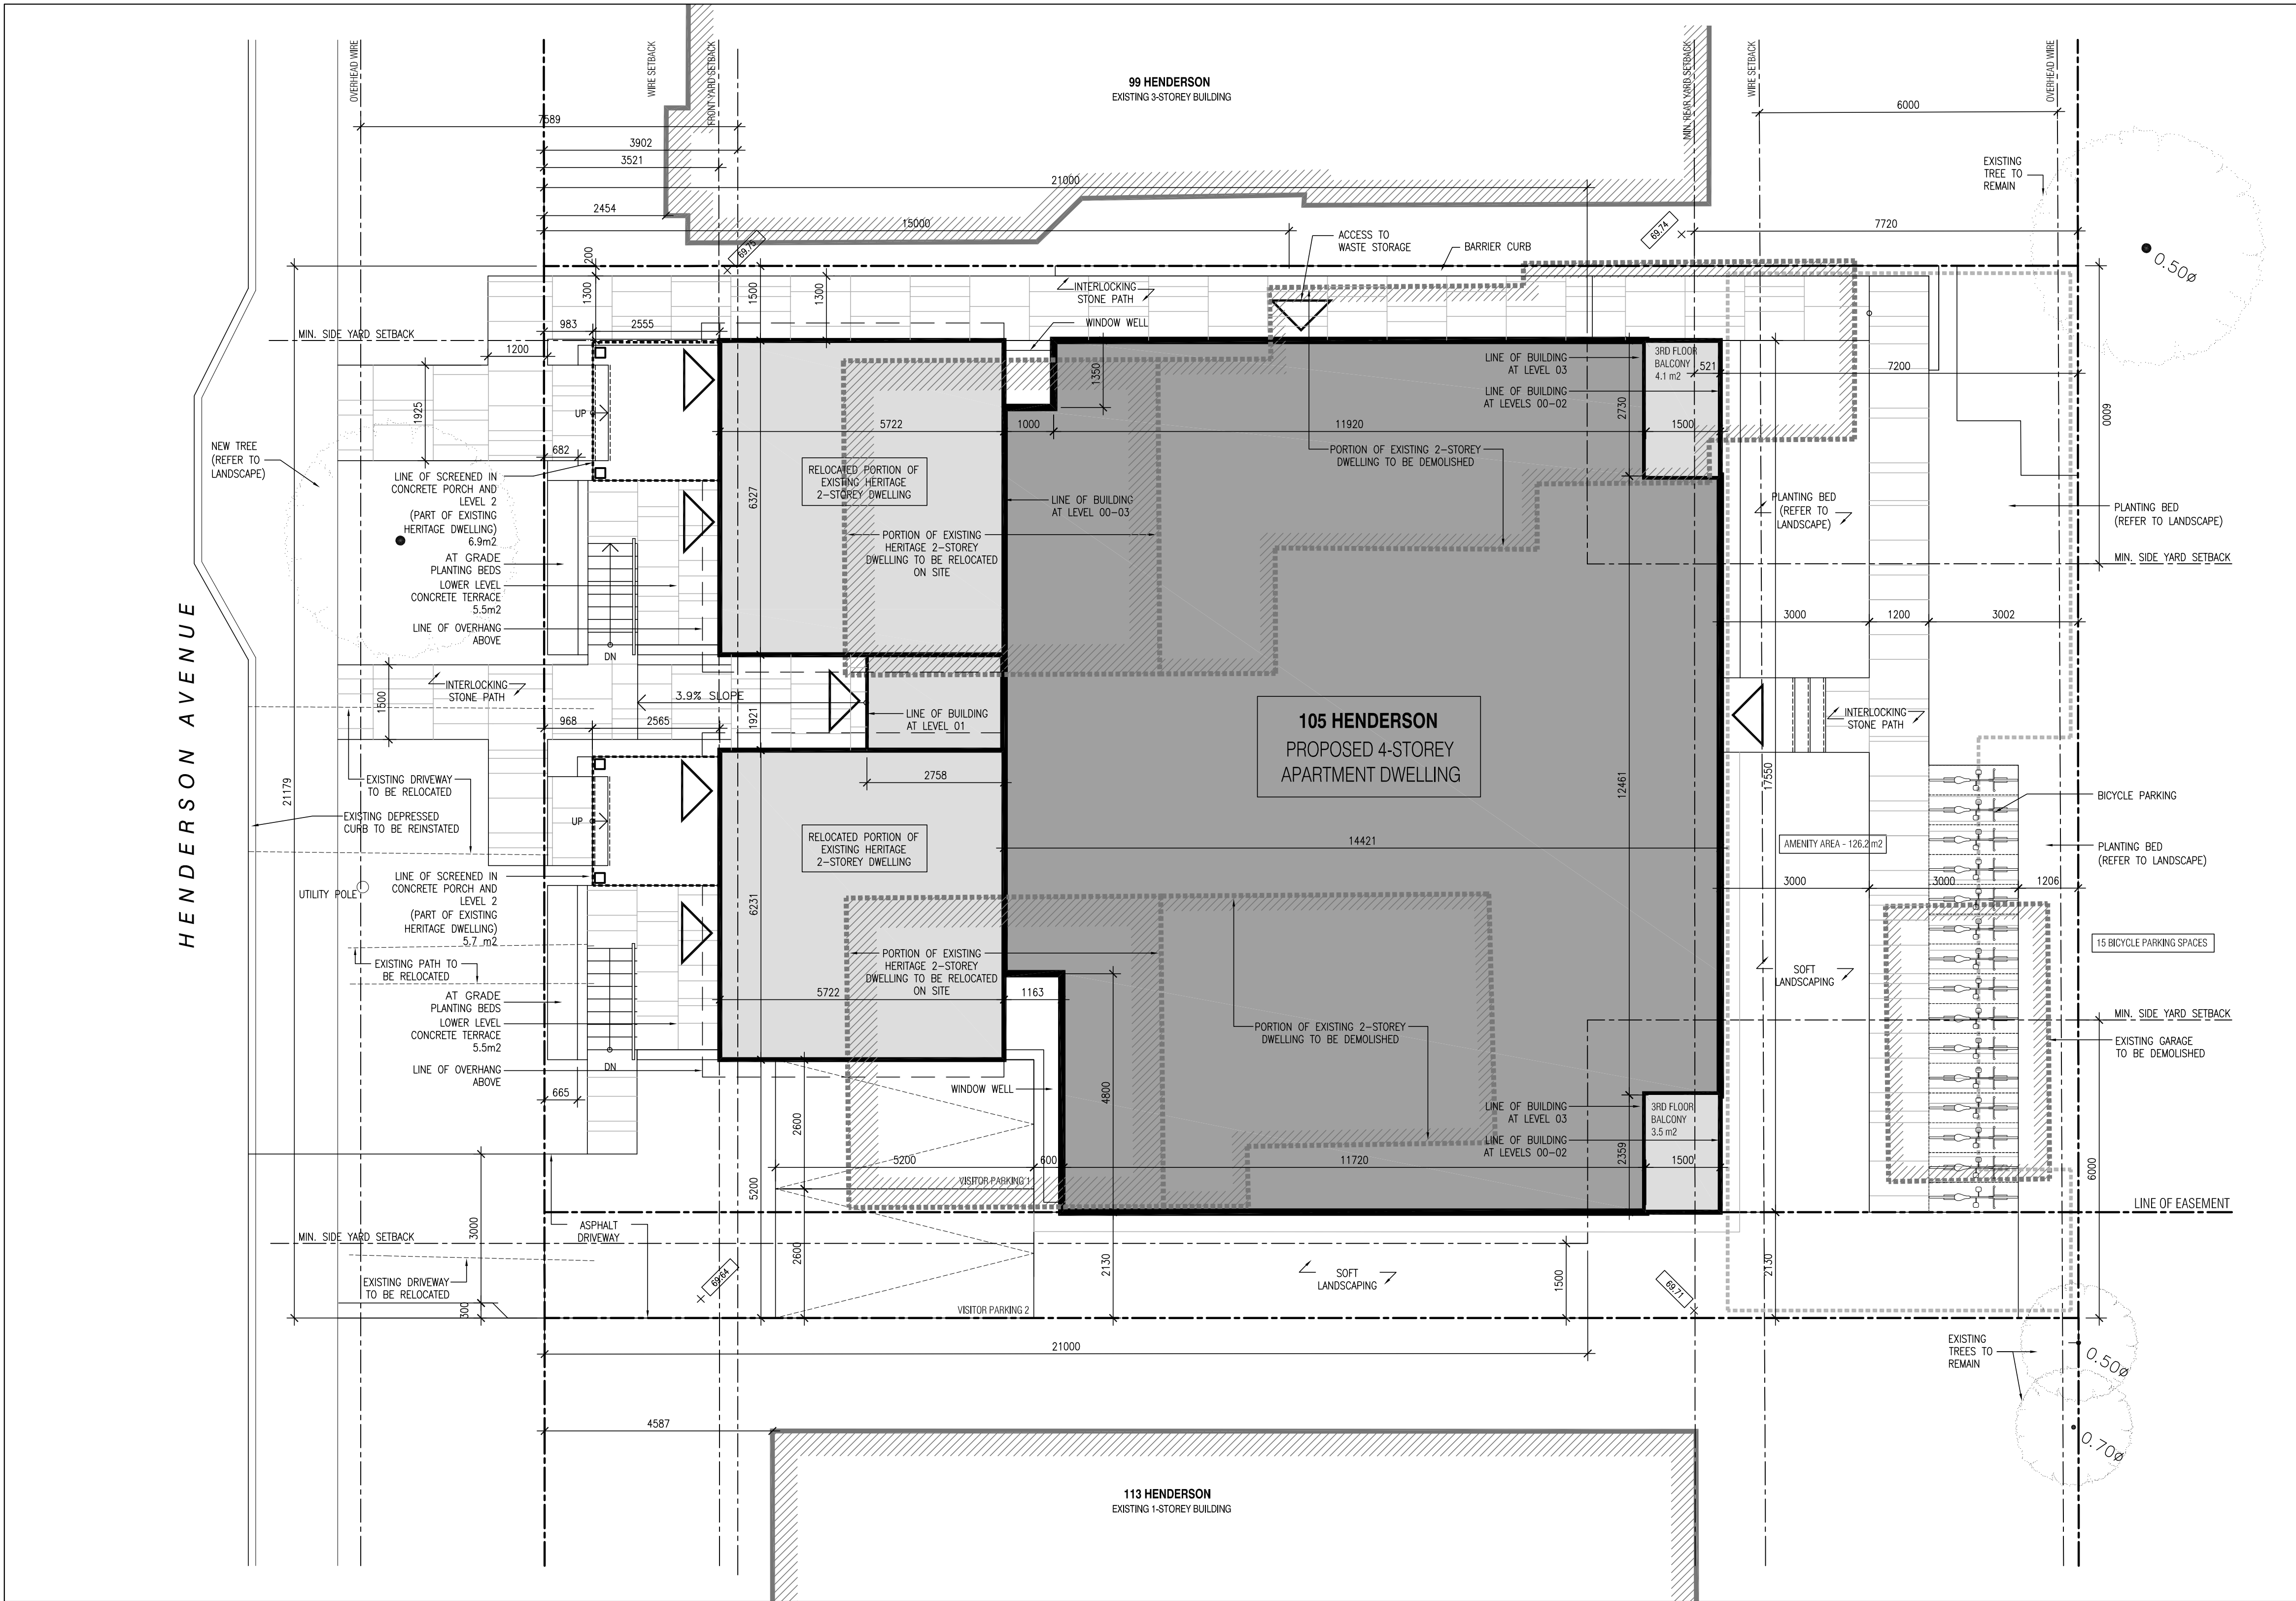 OVERHEAD WIRE
WIRE SETBACK
FRONT YARD SETBACK
99 HENDERSON
EXISTING 3-STOREY BUILDING
MIN. REAR YARD SETBACK
WIRE SETBACK
OVERHEAD WIRE
7589
3902
3521
21000
2454
15000
6000
EXISTING
TREE TO
REMAIN
7720
69.75
69.74
ACCESS TO
WASTE STORAGE
BARRIER CURB
0.50ø
200
1300
1500
1300
INTERLOCKING
STONE PATH
WINDOW WELL
MIN. SIDE YARD SETBACK
983
2555
1200
1925
UP
682
NEW TREE
(REFER TO
LANDSCAPE)
LINE OF SCREENED IN
CONCRETE PORCH AND
LEVEL 2
(PART OF EXISTING
HERITAGE DWELLING)
6.9m2
AT GRADE
PLANTING BEDS
LOWER LEVEL
CONCRETE TERRACE
5.5m2
LINE OF OVERHANG
ABOVE
DN
1350
5722
1000
11920
1500
RELOCATED PORTION OF
EXISTING HERITAGE
2-STOREY DWELLING
6327
LINE OF BUILDING
AT LEVEL 00-03
PORTION OF EXISTING
HERITAGE 2-STOREY
DWELLING TO BE RELOCATED
ON SITE
PORTION OF EXISTING 2-STOREY
DWELLING TO BE DEMOLISHED
LINE OF BUILDING
AT LEVEL 03
LINE OF BUILDING
AT LEVELS 00-02
3RD FLOOR
BALCONY
4.1 m2
521
2730
7200
6000
PLANTING BED
(REFER TO
LANDSCAPE)
PLANTING BED
(REFER TO LANDSCAPE)
MIN. SIDE YARD SETBACK
3000
1200
3002
HENDERSON AVENUE
INTERLOCKING
STONE PATH
1500
3.9% SLOPE
968
2565
1921
LINE OF BUILDING
AT LEVEL 01
105 HENDERSON
PROPOSED 4-STOREY
APARTMENT DWELLING
INTERLOCKING
STONE PATH
2758
21179
EXISTING DRIVEWAY
TO BE RELOCATED
EXISTING DEPRESSED
CURB TO BE REINSTATED
UP
RELOCATED PORTION OF
EXISTING HERITAGE
2-STOREY DWELLING
14421
12461
17550
AMENITY AREA - 126.2 m2
BICYCLE PARKING
PLANTING BED
(REFER TO LANDSCAPE)
3000
3000
1206
UTILITY POLE
LINE OF SCREENED IN
CONCRETE PORCH AND
LEVEL 2
(PART OF EXISTING
HERITAGE DWELLING)
5.7 m2
6231
EXISTING PATH TO
BE RELOCATED
AT GRADE
PLANTING BEDS
LOWER LEVEL
CONCRETE TERRACE
5.5m2
LINE OF OVERHANG
ABOVE
DN
665
PORTION OF EXISTING
HERITAGE 2-STOREY
DWELLING TO BE RELOCATED
ON SITE
5722
1163
PORTION OF EXISTING 2-STOREY
DWELLING TO BE DEMOLISHED
SOFT
LANDSCAPING
15 BICYCLE PARKING SPACES
MIN. SIDE YARD SETBACK
EXISTING GARAGE
TO BE DEMOLISHED
WINDOW WELL
4800
2600
5200
600
11720
1500
5200
VISITOR PARKING 1
LINE OF BUILDING
AT LEVEL 03
LINE OF BUILDING
AT LEVELS 00-02
3RD FLOOR
BALCONY
3.5 m2
2359
6000
LINE OF EASEMENT
3000
ASPHALT
DRIVEWAY
MIN. SIDE YARD SETBACK
2600
2130
1500
2130
EXISTING DRIVEWAY
TO BE RELOCATED
300
69.64
VISITOR PARKING 2
SOFT
LANDSCAPING
69.71
21000
EXISTING
TREES TO
REMAIN
0.50ø
0.70ø
4587
113 HENDERSON
EXISTING 1-STOREY BUILDING